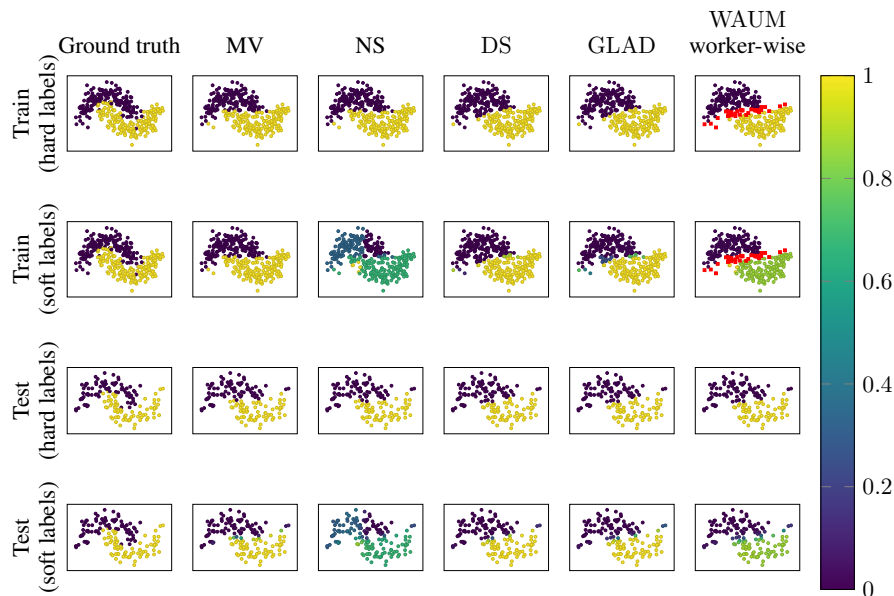 Ground truth
MV
NS
DS
GLAD
WAUM
worker-wise
Train
(hard labels)
Train
(soft labels)
Test
(hard labels)
Test
(soft labels)
1
0.8
0.6
0.4
0.2
0